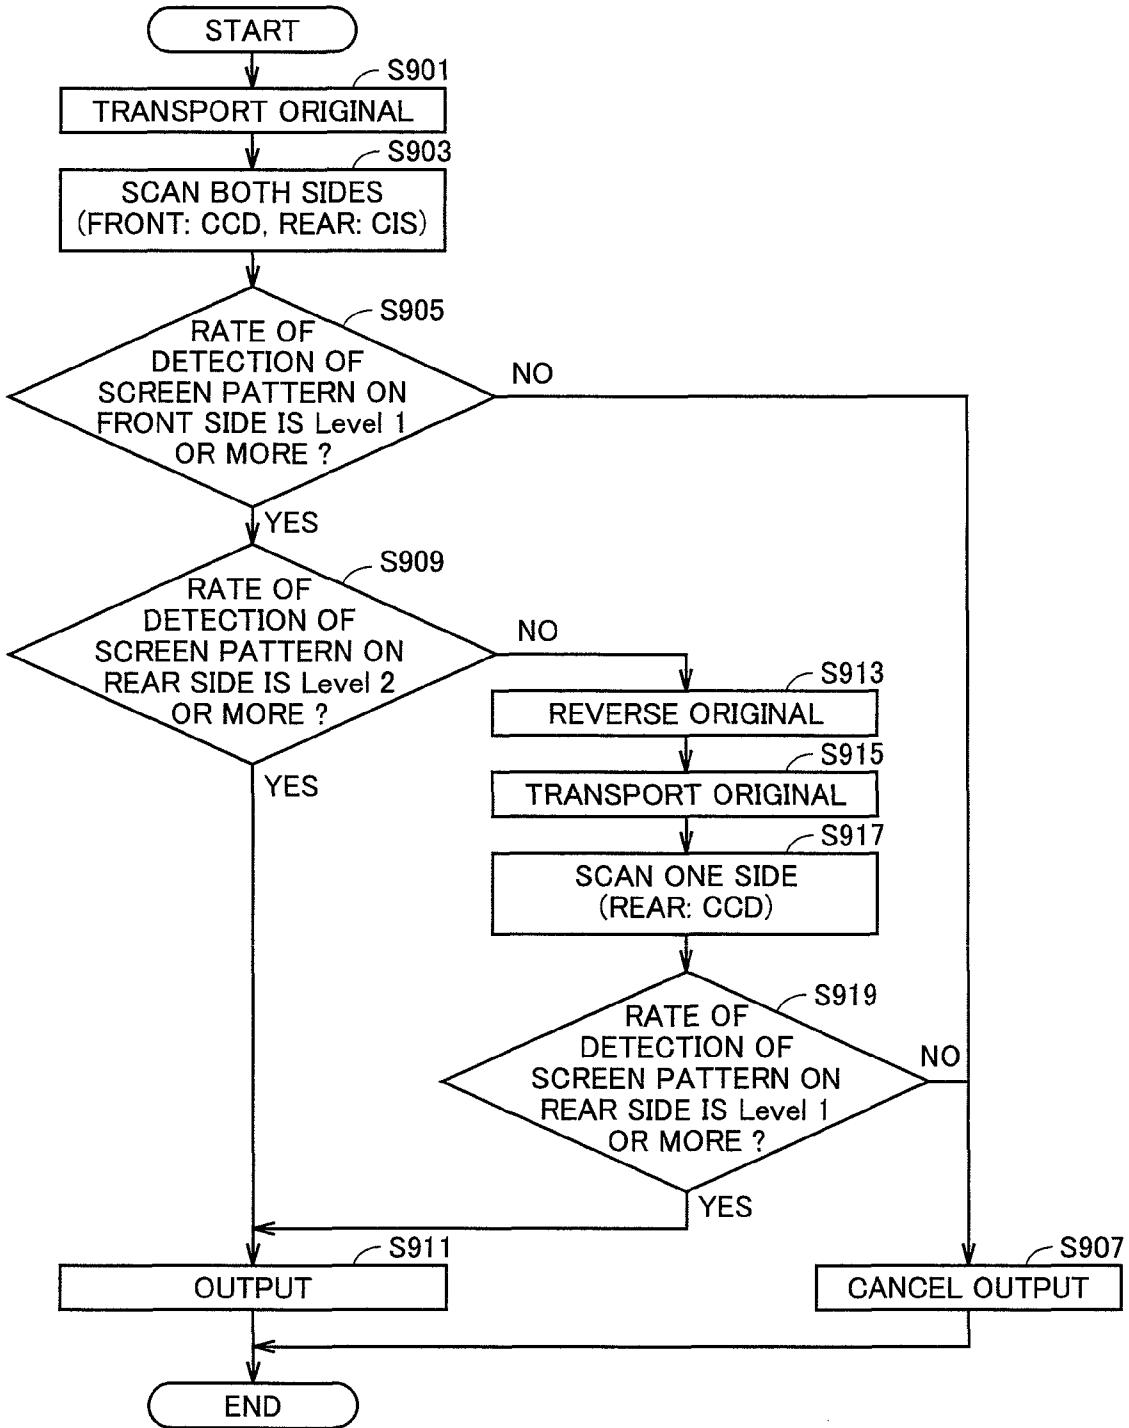 START
S901
TRANSPORT ORIGINAL
S903
SCAN BOTH SIDES
(FRONT: CCD, REAR: CIS)
S905
RATE OF
DETECTION OF
SCREEN PATTERN ON
FRONT SIDE IS Level 1
OR MORE ?
NO
YES
S909
RATE OF
DETECTION OF
SCREEN PATTERN ON
REAR SIDE IS Level 2
OR MORE ?
NO
YES
S913
REVERSE ORIGINAL
S915
TRANSPORT ORIGINAL
S917
SCAN ONE SIDE
(REAR: CCD)
S919
RATE OF
DETECTION OF
SCREEN PATTERN ON
REAR SIDE IS Level 1
OR MORE ?
NO
YES
S911
OUTPUT
S907
CANCEL OUTPUT
END